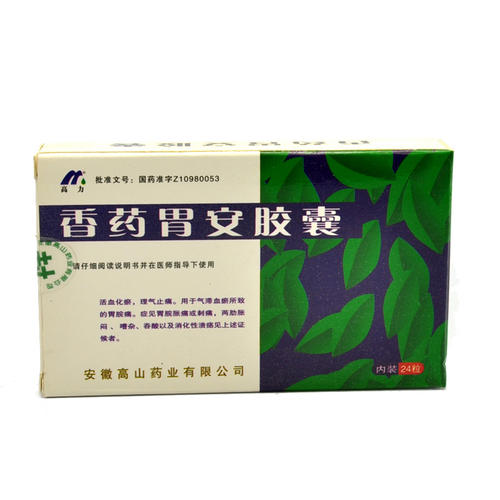 高力
批准文号：国药准字Z10980053
香药胃安胶囊
请仔细阅读说明书并在医师指导下使用
活血化瘀，理气止痛。用于气滞血瘀所致
的胃脘痛。症见胃脘胀痛或刺痛，两肋胀
闷、嘈杂、吞酸以及消化性溃疡见上述证
候者。
安徽高山药业有限公司
内装 24粒